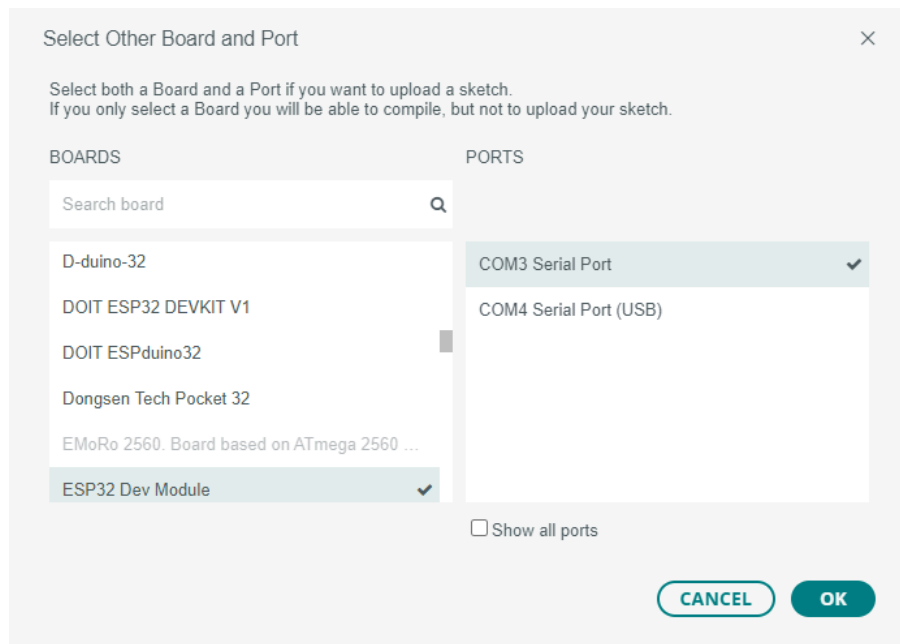 Select Other Board and Port
Select both a Board and a Port if you want to upload a sketch.
If you only select a Board you will be able to compile, but not to upload your sketch.
BOARDS
PORTS
Search board
D-duino-32
DOIT ESP32 DEVKIT V1
DOIT ESPduino32
Dongsen Tech Pocket 32
EMoRo 2560. Board based on ATmega 2560 ...
ESP32 Dev Module
COM3 Serial Port
COM4 Serial Port (USB)
Show all ports
CANCEL
OK